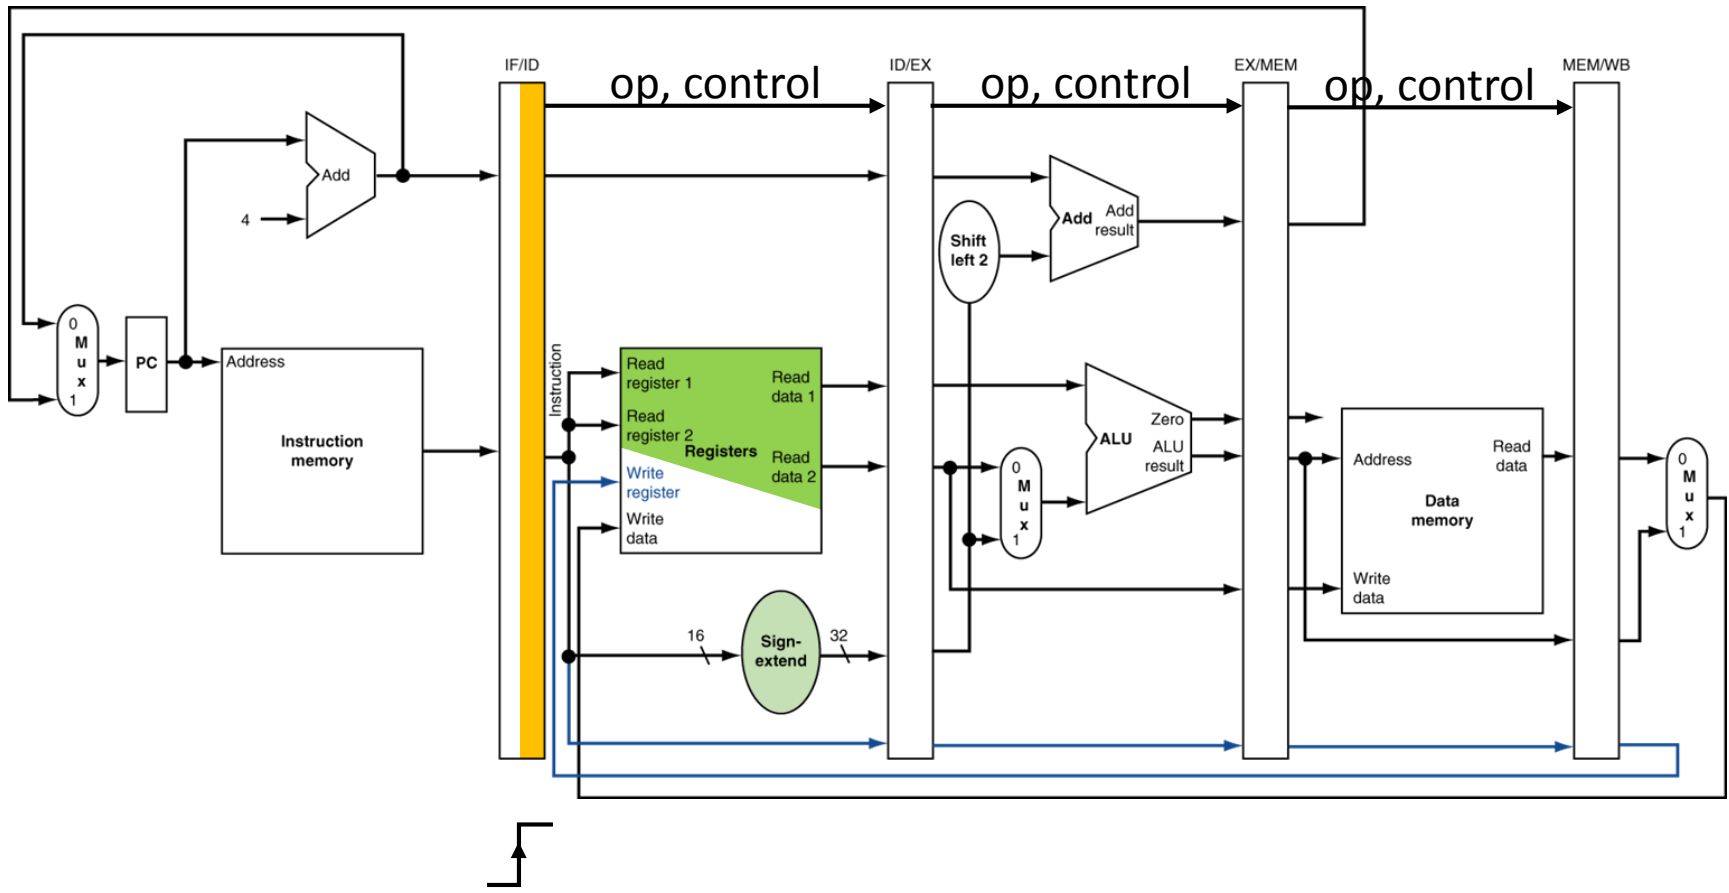 IF/ID
ID/EX
EX/MEM
MEM/WB
op, control
op, control
op, control
Add
4
Add
Add
result
Shift
left 2
0
M
u
x
1
PC
Address
Instruction
memory
Instruction
Read
register 1
Read
register 2
Registers
Write
register
Write
data
Read
data 1
Read
data 2
16
Sign-
extend
32
0
M
u
x
1
Zero
ALU
ALU
result
Address
Read
data
Data
memory
Write
data
0
M
u
x
1